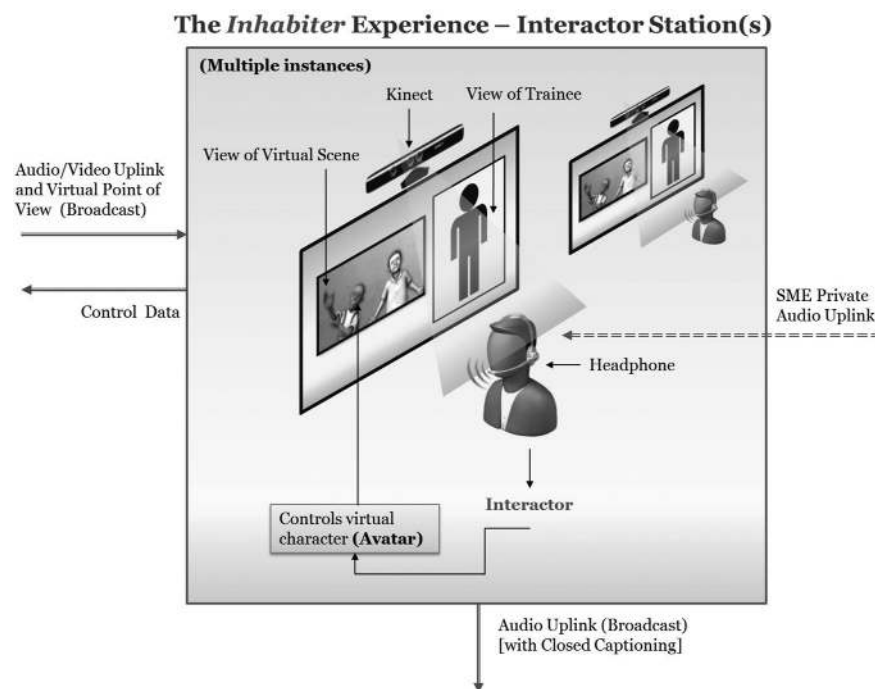 The Inhabiter Experience – Interactor Station(s)
(Multiple instances)
Kinect
View of Trainee
View of Virtual Scene
Audio/Video Uplink
and Virtual Point of
View (Broadcast)
Control Data
SME Private
Audio Uplink
Headphone
Interactor
Controls virtual
character (Avatar)
Audio Uplink (Broadcast)
[with Closed Captioning]